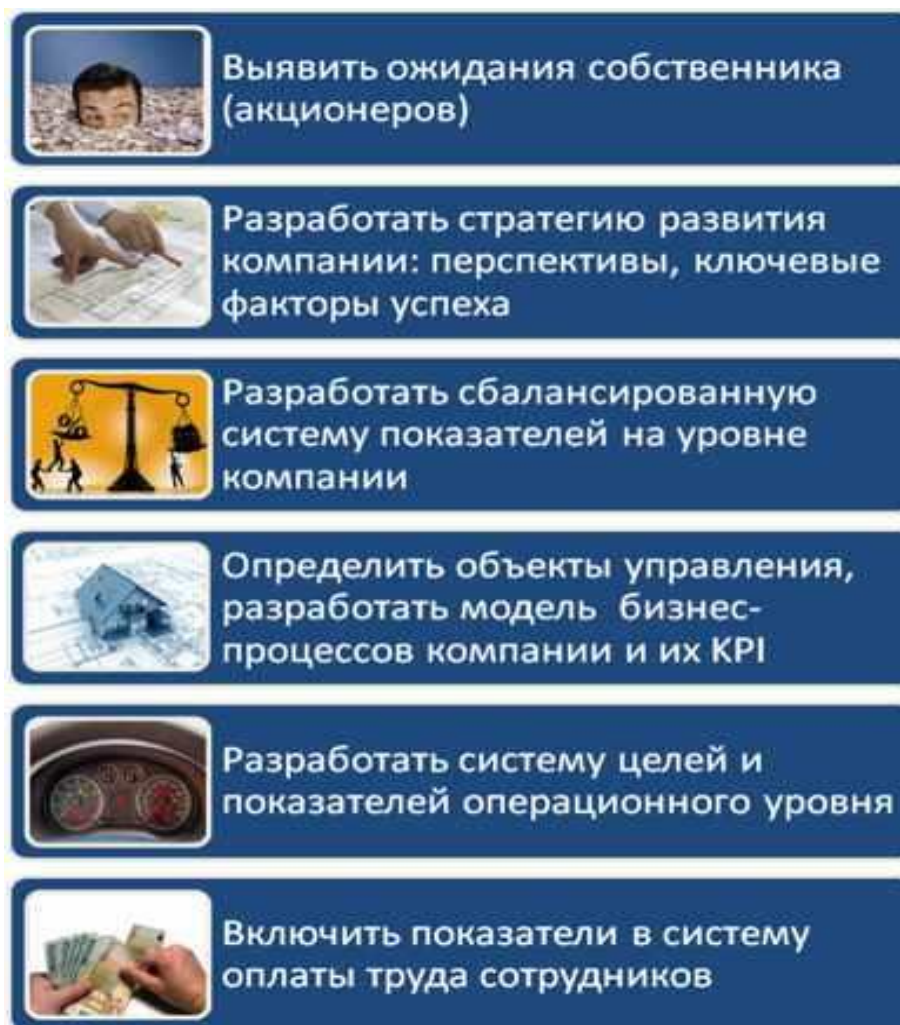 Выявить ожидания собственника
(акционеров)
Разработать стратегию развития
компании: перспективы, ключевые
факторы успеха
Разработать сбалансированную
систему показателей на уровне
компании
Определить объекты управления,
разработать модель бизнес-
процессов компании и их KPI
Разработать систему целей и
показателей операционного уровня
Включить показатели в систему
оплаты труда сотрудников